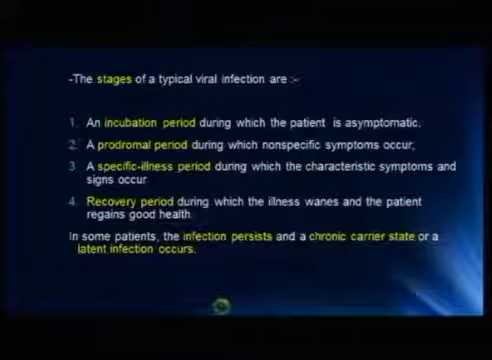 -The stages of a typical viral infection are :-
1. An incubation period during which the patient is asymptomatic,
2. A prodromal period during which nonspecific symptoms occur,
3 A specific-illness period during which the characteristic symptoms and
signs occur
4. Recovery period during which the illness wanes and the patient
regains good health.
In some patients, the infection persists and a chronic carrier state or a
latent infection occurs.